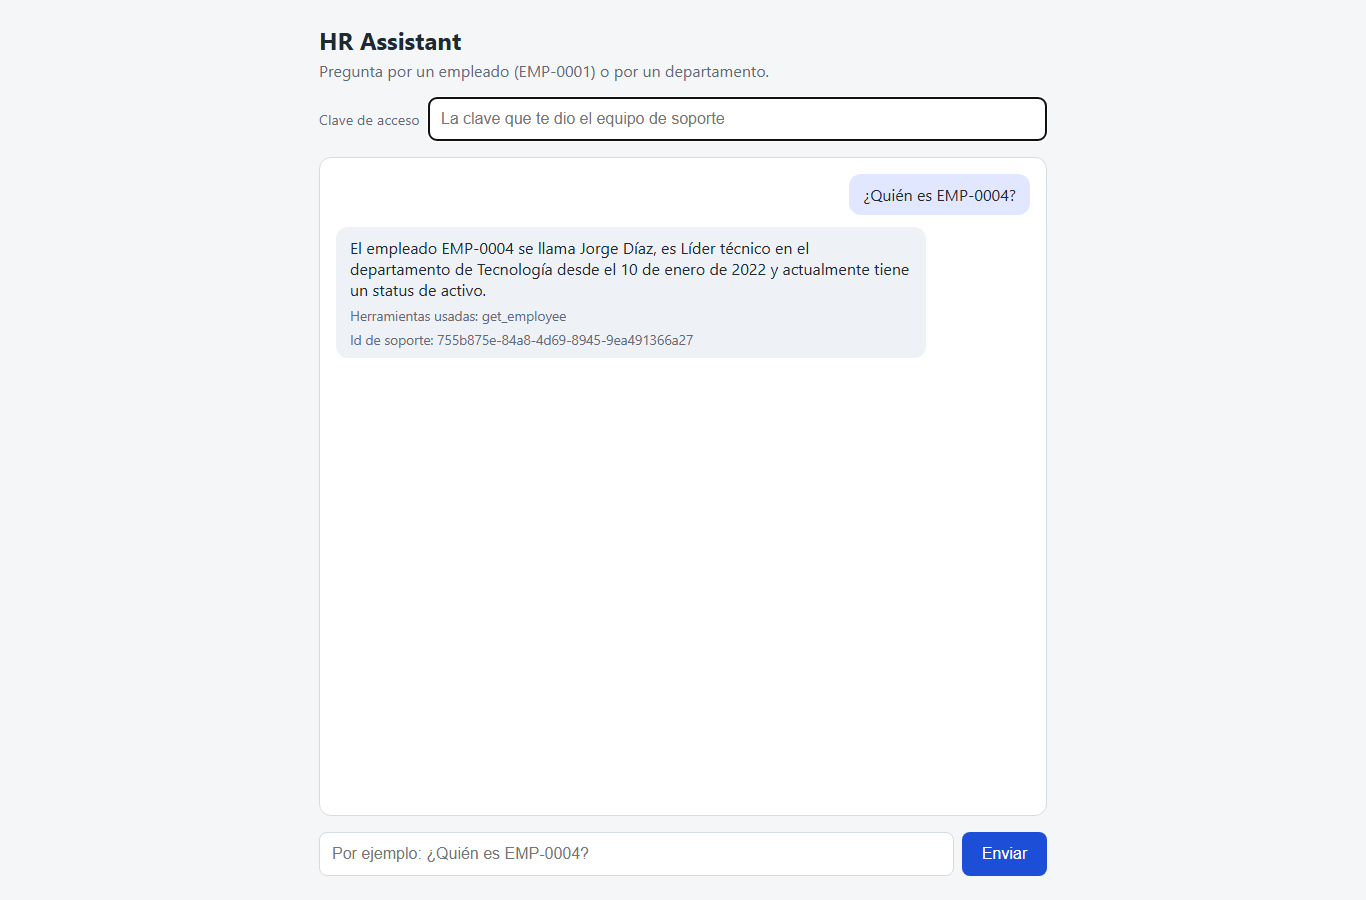 HR Assistant
Pregunta por un empleado (EMP-0001) o por un departamento.
Clave de acceso
La clave que te dio el equipo de soporte
¿Quién es EMP-0004?
El empleado EMP-0004 se llama Jorge Díaz, es Líder técnico en el
departamento de Tecnología desde el 10 de enero de 2022 y actualmente tiene
un status de activo.
Herramientas usadas: get_employee
Id de soporte: 755b875e-84a8-4d69-8945-9ea491366a27
Por ejemplo: ¿Quién es EMP-0004?
Enviar